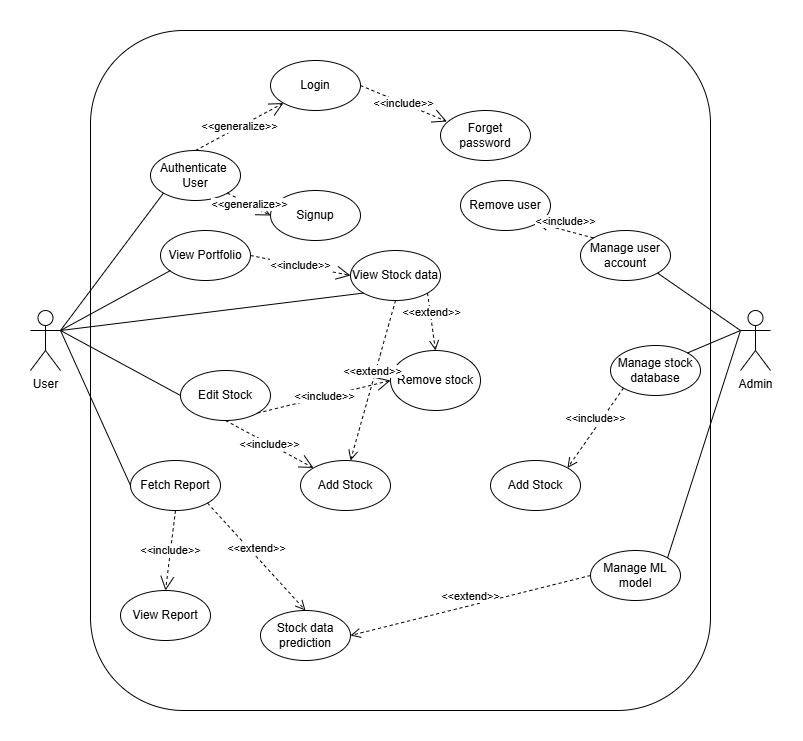 Login
<<include>>
Forget
password
<<generalize>>
Authenticate
User
<<generalize>>
Signup
Remove user
<<include>>
Manage user
account
View Portfolio
<<include>>
View Stock data
<<extend>>
User
Admin
Edit Stock
<<include>>
<<extend>>
Remove stock
Manage stock
database
<<include>>
<<include>>
Fetch Report
Add Stock
Add Stock
<<include>>
<<extend>>
Manage ML
model
<<extend>>
View Report
Stock data
prediction